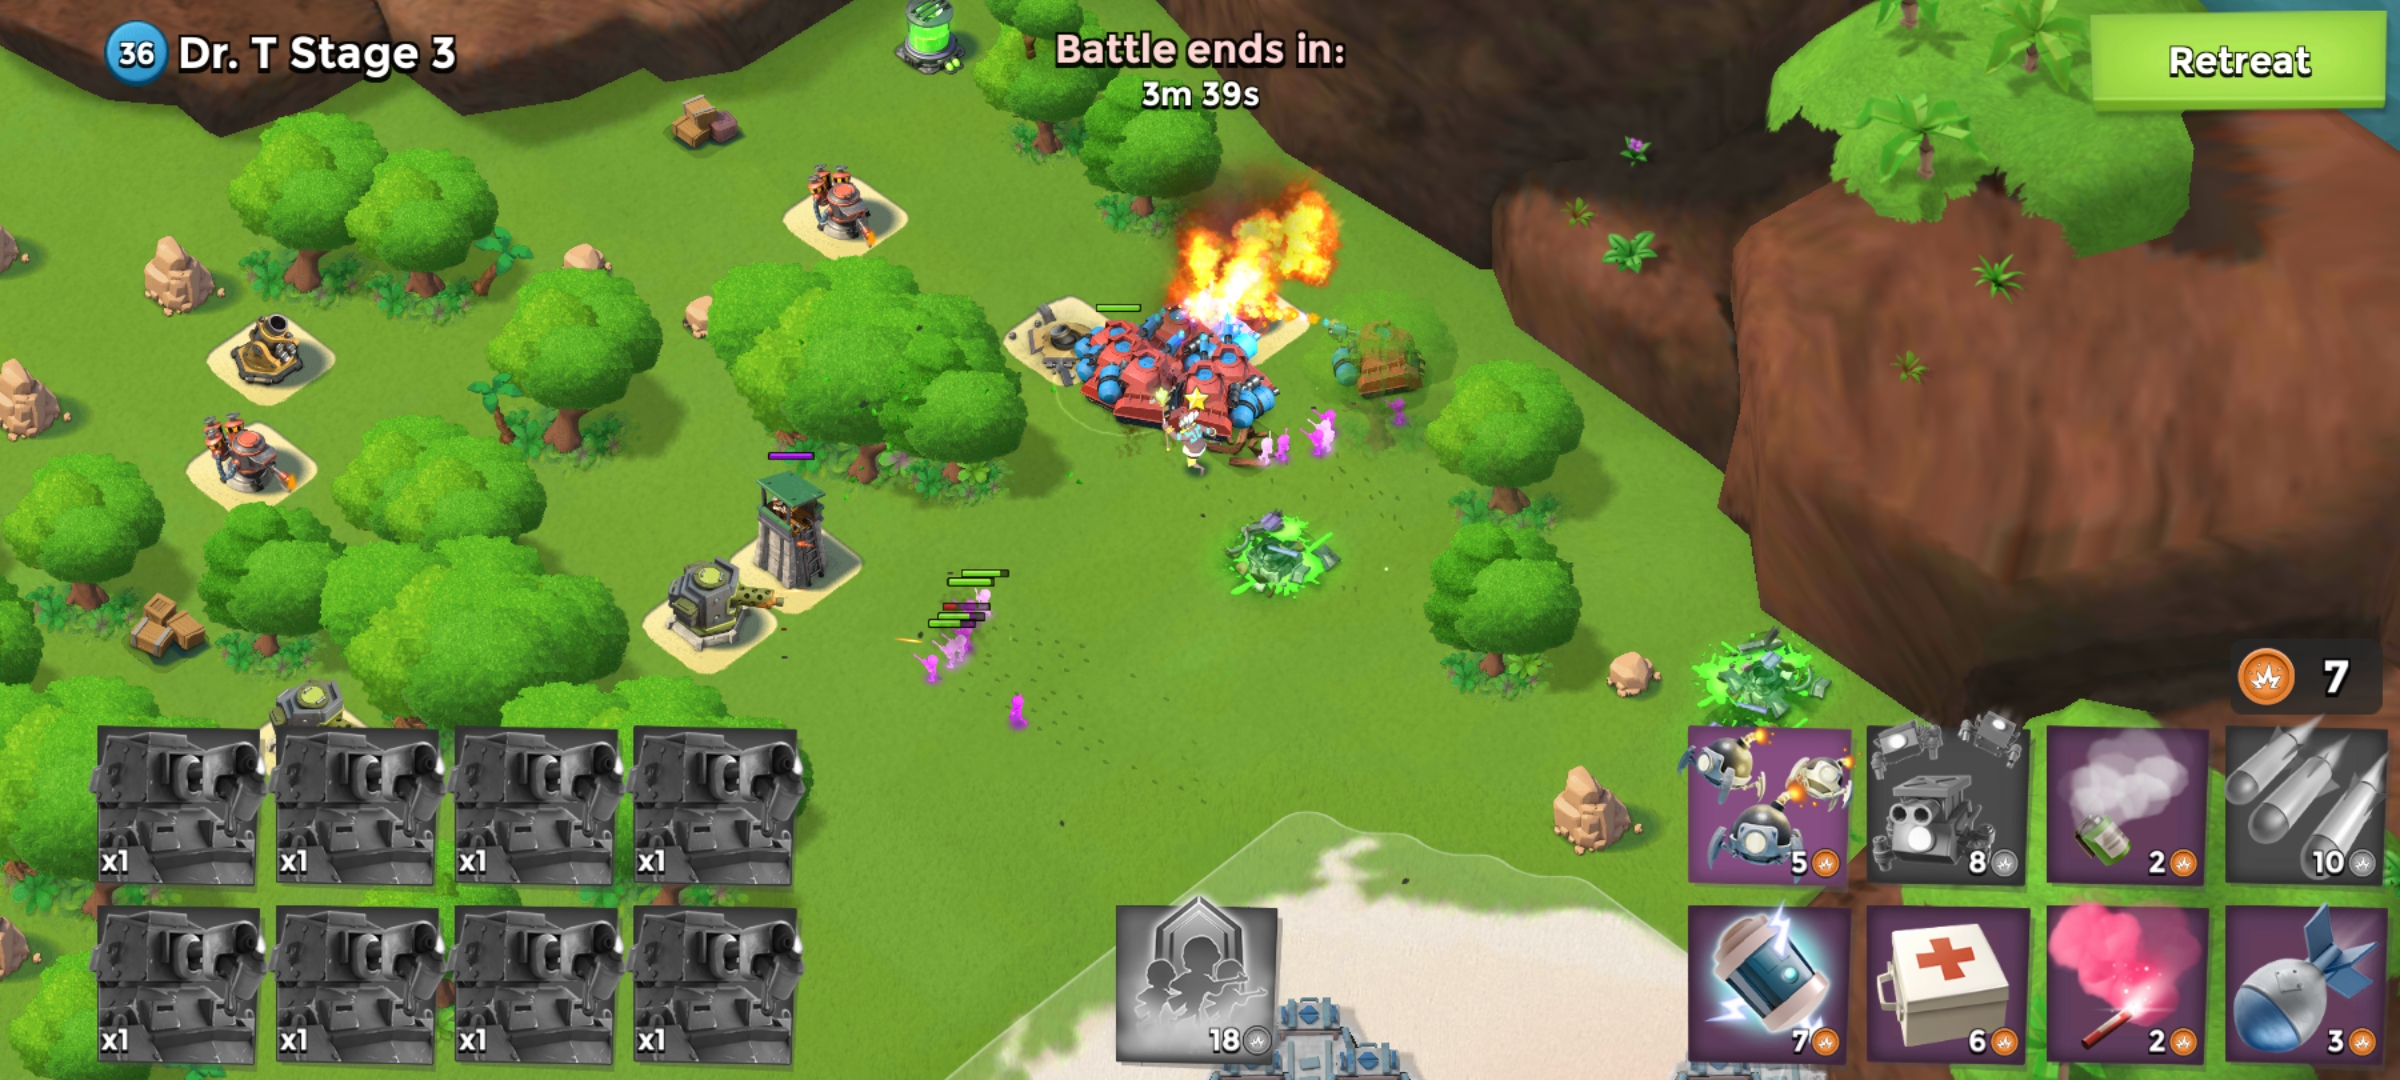 36 Dr. T Stage 3
Battle ends in:
3m 39s
Retreat
7
x1 x1 x1 x1
5 8 2 10
x1 x1 x1 x1
18
7 6 2 3